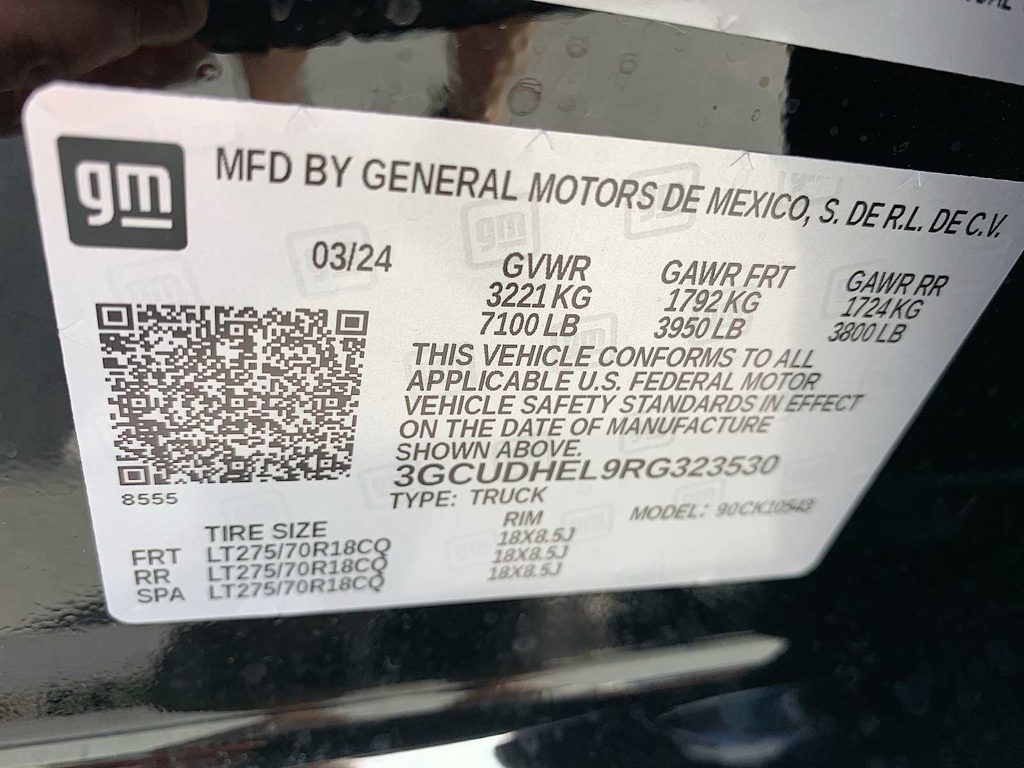 gm
MFD BY GENERAL MOTORS DE MEXICO, S. DE R.L. DE C.V.
03/24
GVWR GAWR FRT GAWR RR
3221 KG 1792 KG 1724 KG
7100 LB 3950 LB 3800 LB
THIS VEHICLE CONFORMS TO ALL
APPLICABLE U.S. FEDERAL MOTOR
VEHICLE SAFETY STANDARDS IN EFFECT
ON THE DATE OF MANUFACTURE
SHOWN ABOVE.
3GCUDHEL9RG323530
8555
TYPE: TRUCK MODEL: 90CK10543
TIRE SIZE RIM
FRT LT275/70R18CQ 18X8.5J
RR LT275/70R18CQ 18X8.5J
SPA LT275/70R18CQ 18X8.5J